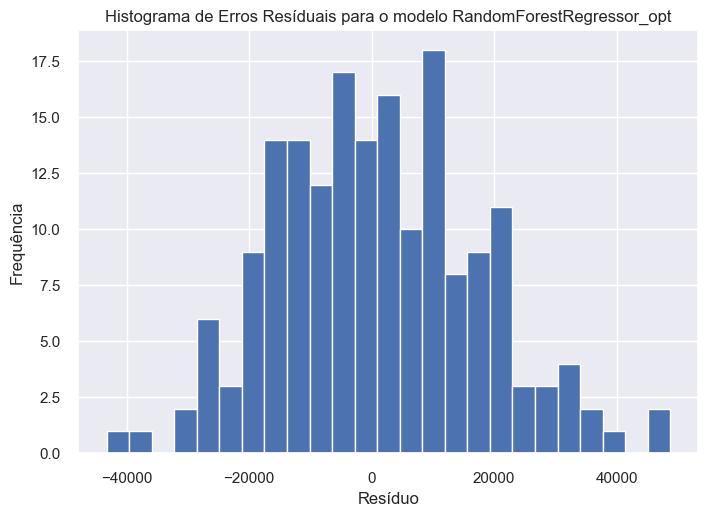 Histograma de Erros Resíduais para o modelo RandomForestRegressor_opt
17.5
15.0
12.5
10.0
7.5
5.0
2.5
0.0
Frequência
−40000 −20000 0 20000 40000
Resíduo